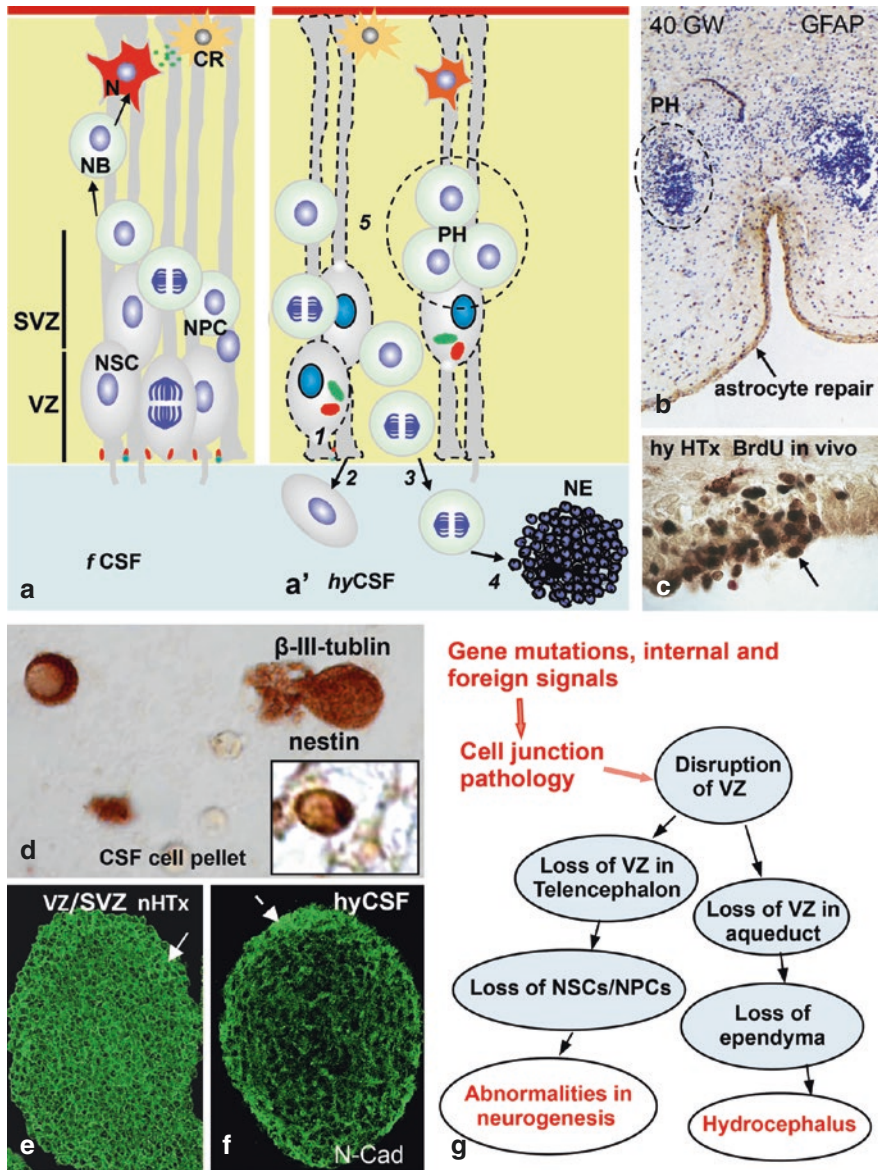 CR
N
NB
SVZ
NPC
NSC
VZ
f CSF
a
5
PH
1
2
3
NE
4
a' hyCSF
40 GW GFAP
PH
astrocyte repair
b
hy HTx BrdU in vivo
c
β-III-tublin
nestin
CSF cell pellet
d
VZ/SVZ nHTx
e
hyCSF
N-Cad
f
Gene mutations, internal and
foreign signals
Cell junction
pathology
Disruption
of VZ
Loss of VZ in
Telencephalon
Loss of VZ in
aqueduct
Loss of NSCs/NPCs
Loss of
ependyma
Abnormalities in
neurogenesis
Hydrocephalus
g